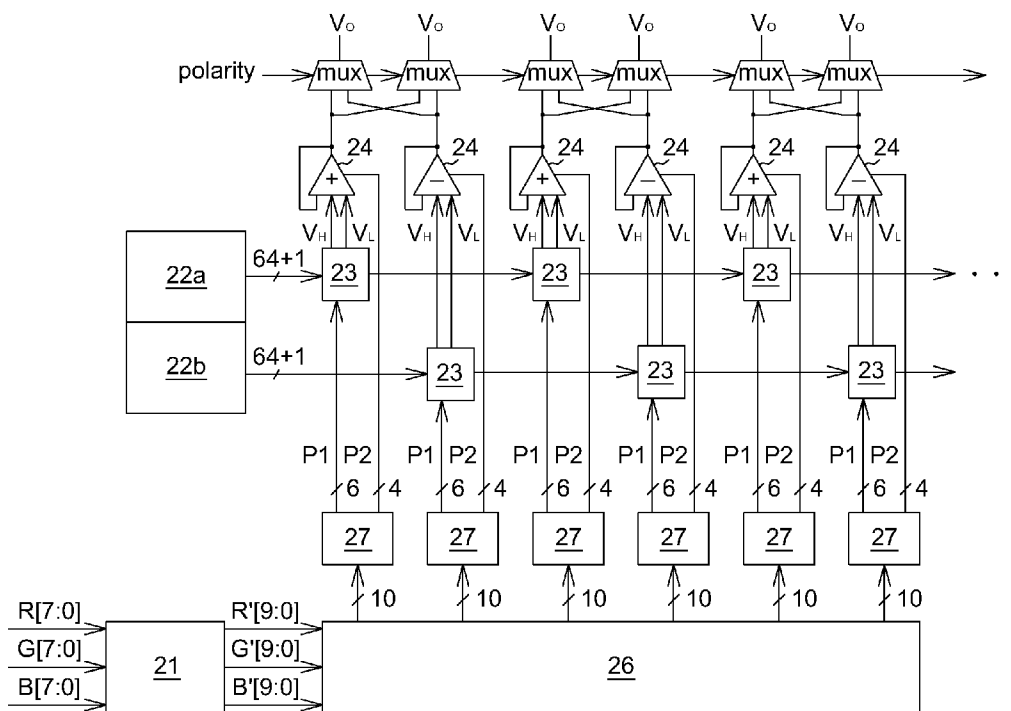 Vo Vo Vo Vo Vo Vo
polarity mux mux mux mux mux mux
24 24 24 24 24 24
+ – + – + –
VH VL VH VL VH VL VH VL VH VL VH VL
22a 64+1 23 23 23 . .
22b 64+1 23 23 23
P1 P2 P1 P2 P1 P2 P1 P2 P1 P2 P1 P2
6 4 6 4 6 4 6 4 6 4 6 4
27 27 27 27 27 27
10 10 10 10 10 10
R[7:0] R'[9:0]
G[7:0] 21 G'[9:0] 26
B[7:0] B'[9:0]